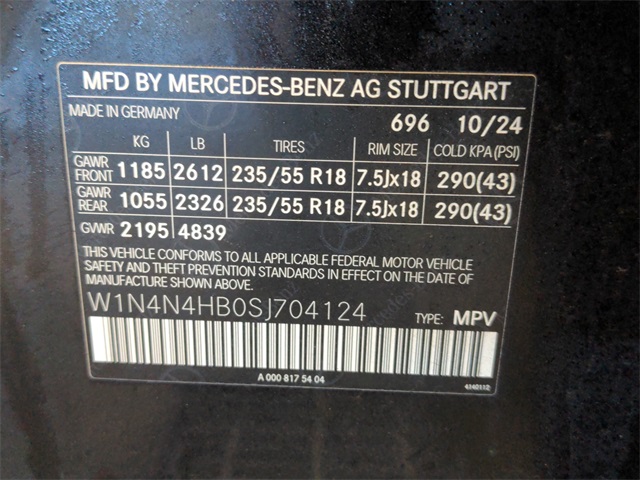 MFD BY MERCEDES-BENZ AG STUTTGART
MADE IN GERMANY 696 10/24
KG LB TIRES RIM SIZE COLD KPA(PSI)
GAWR FRONT 1185 2612 235/55 R18 7.5Jx18 290(43)
GAWR REAR 1055 2326 235/55 R18 7.5Jx18 290(43)
GVWR 2195 4839
THIS VEHICLE CONFORMS TO ALL APPLICABLE FEDERAL MOTOR VEHICLE
SAFETY AND THEFT PREVENTION STANDARDS IN EFFECT ON THE DATE OF
MANUFACTURE SHOWN ABOVE.
W1N4N4HB0SJ704124 TYPE: MPV
A 000 817 54 04